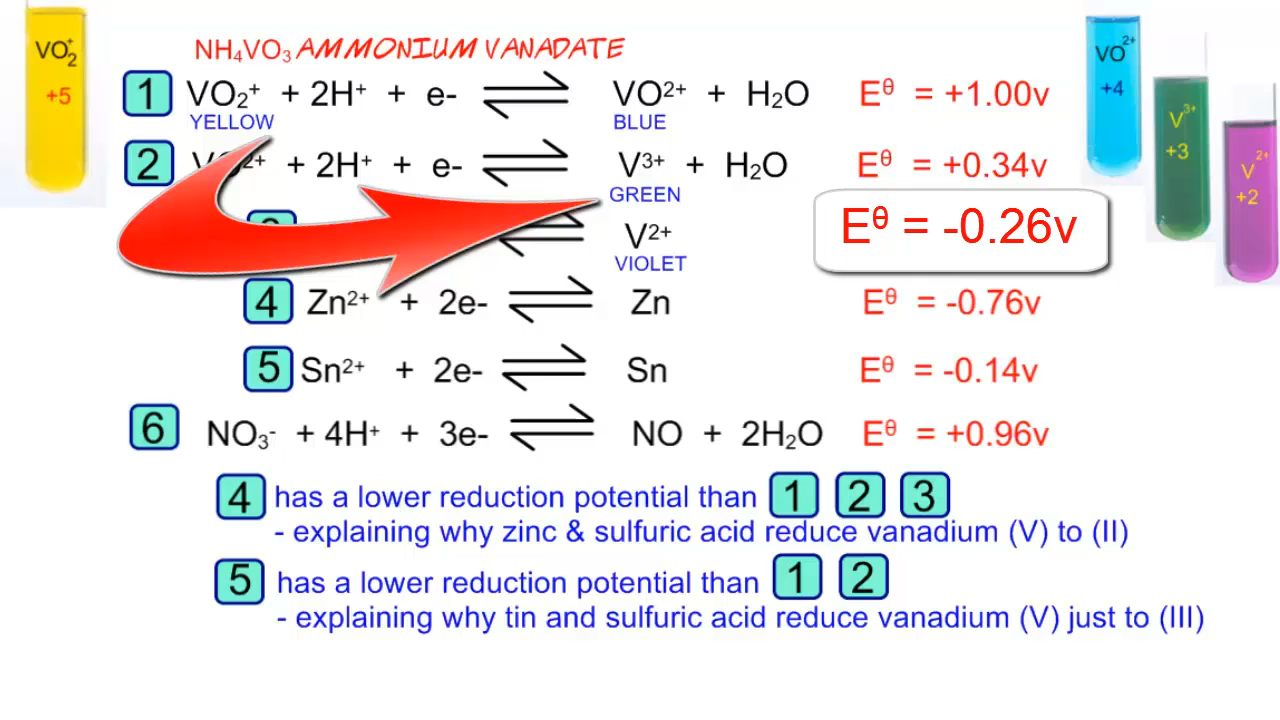 NH₄VO₃ AMMONIUM VANADATE
VO₂⁺
+5
VO²⁺
+4
V³⁺
+3
V²⁺
+2
1 VO₂⁺ + 2H⁺ + e- ⇌ VO²⁺ + H₂O Eᶿ = +1.00v
YELLOW BLUE
2 VO²⁺ + 2H⁺ + e- ⇌ V³⁺ + H₂O Eᶿ = +0.34v
GREEN
⇌ V²⁺ Eᶿ = -0.26v
VIOLET
4 Zn²⁺ + 2e- ⇌ Zn Eᶿ = -0.76v
5 Sn²⁺ + 2e- ⇌ Sn Eᶿ = -0.14v
6 NO₃⁻ + 4H⁺ + 3e- ⇌ NO + 2H₂O Eᶿ = +0.96v
4 has a lower reduction potential than 1 2 3
- explaining why zinc & sulfuric acid reduce vanadium (V) to (II)
5 has a lower reduction potential than 1 2
- explaining why tin and sulfuric acid reduce vanadium (V) just to (III)